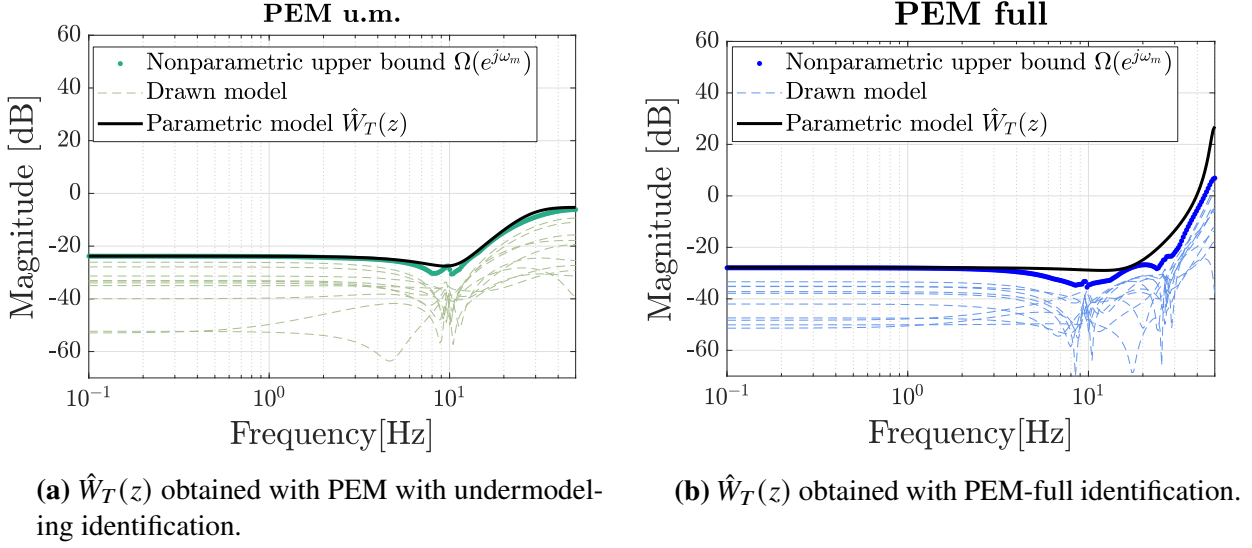 PEM u.m.
60
40
20
0
-20
-40
-60
Magnitude [dB]
Nonparametric upper bound Ω(e^{jω_m})
Drawn model
Parametric model Ŵ_T(z)
10^{-1}
10^0
10^1
Frequency[Hz]
(a) Ŵ_T(z) obtained with PEM with undermodel-
ing identification.
PEM full
60
40
20
0
-20
-40
-60
Magnitude [dB]
Nonparametric upper bound Ω(e^{jω_m})
Drawn model
Parametric model Ŵ_T(z)
10^{-1}
10^0
10^1
Frequency[Hz]
(b) Ŵ_T(z) obtained with PEM-full identification.